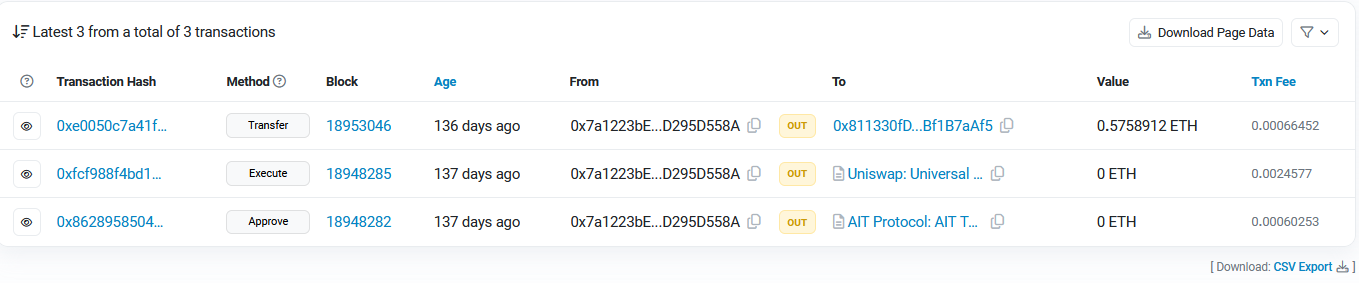 Latest 3 from a total of 3 transactions Download Page Data
Transaction Hash Method Block Age From To Value Txn Fee
0xe0050c7a41f... Transfer 18953046 136 days ago 0x7a1223bE...D295D558A OUT 0x811330fD...Bf1B7aAf5 0.5758912 ETH 0.00066452
0xfcf988f4bd1... Execute 18948285 137 days ago 0x7a1223bE...D295D558A OUT Uniswap: Universal ... 0 ETH 0.0024577
0x8628958504... Approve 18948282 137 days ago 0x7a1223bE...D295D558A OUT AIT Protocol: AIT T... 0 ETH 0.00060253
[ Download: CSV Export ]